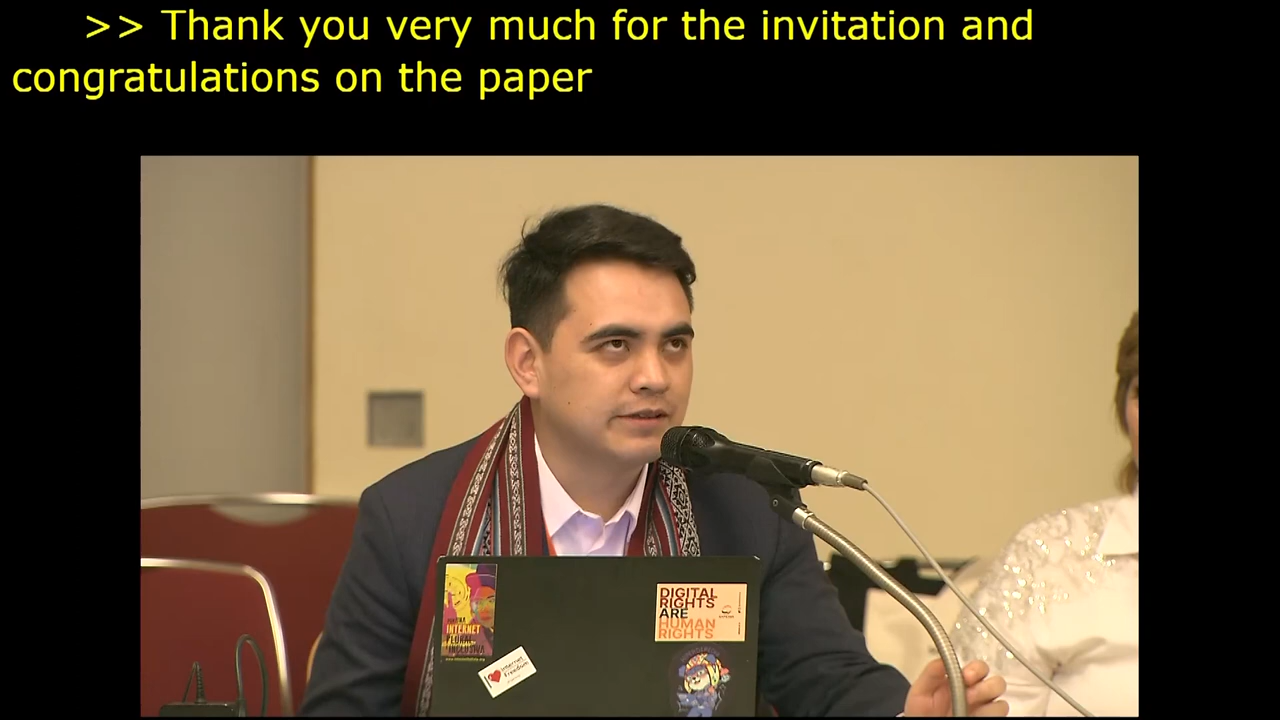 >> Thank you very much for the invitation and
congratulations on the paper
INTERNET
DIGITAL
RIGHTS
ARE
HUMAN
RIGHTS
I
internet
freedom